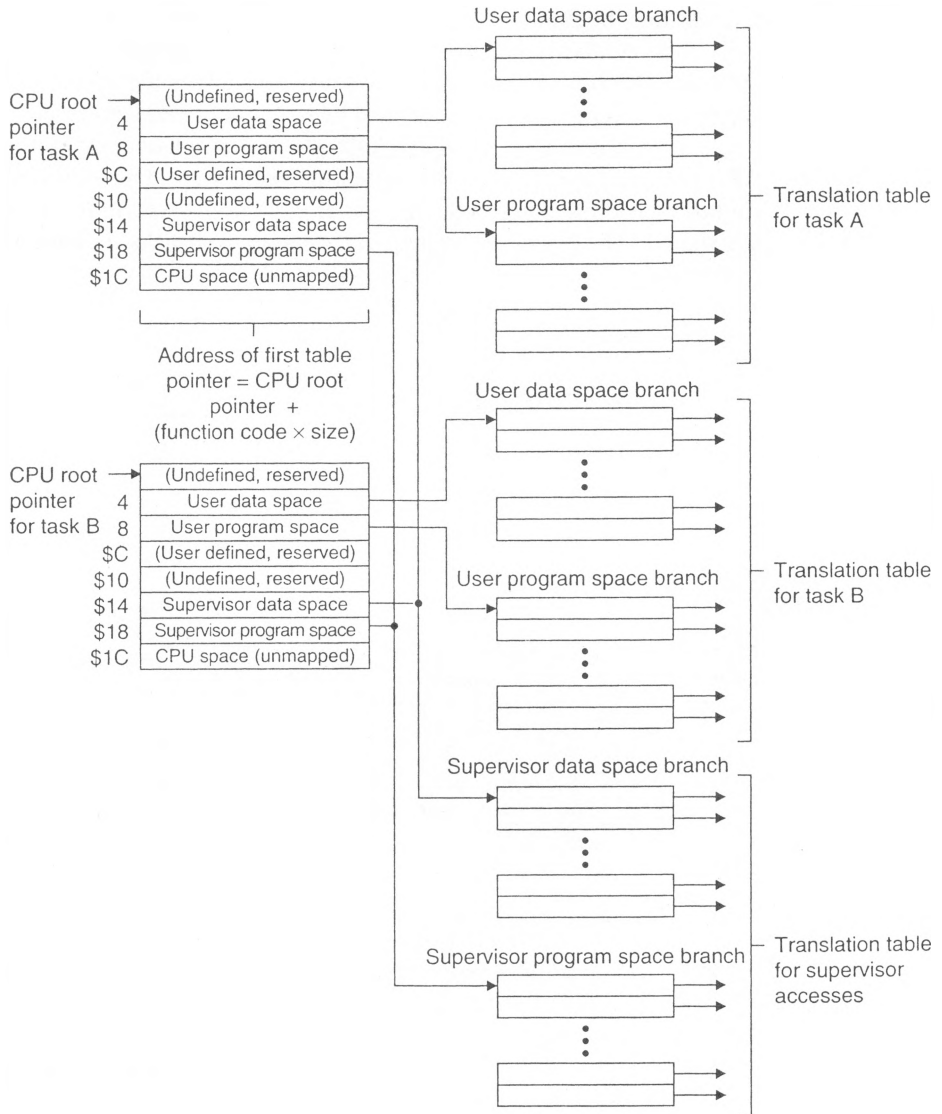 User data space branch
CPU root
pointer
for task A
(Undefined, reserved)
4 User data space
8 User program space
$C (User defined, reserved)
$10 (Undefined, reserved)
$14 Supervisor data space
$18 Supervisor program space
$1C CPU space (unmapped)
User program space branch
Translation table
for task A
Address of first table
pointer = CPU root
pointer +
(function code × size)
User data space branch
CPU root
pointer
for task B
(Undefined, reserved)
4 User data space
8 User program space
$C (User defined, reserved)
$10 (Undefined, reserved)
$14 Supervisor data space
$18 Supervisor program space
$1C CPU space (unmapped)
User program space branch
Translation table
for task B
Supervisor data space branch
Supervisor program space branch
Translation table
for supervisor
accesses